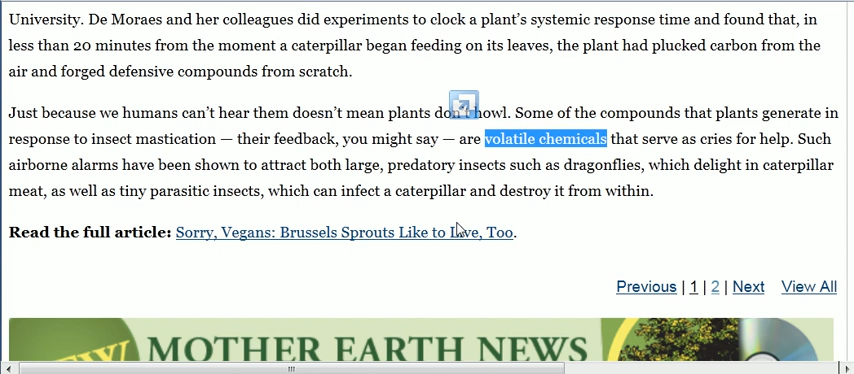 University. De Moraes and her colleagues did experiments to clock a plant's systemic response time and found that, in
less than 20 minutes from the moment a caterpillar began feeding on its leaves, the plant had plucked carbon from the
air and forged defensive compounds from scratch.
Just because we humans can't hear them doesn't mean plants don't howl. Some of the compounds that plants generate in
response to insect mastication — their feedback, you might say — are volatile chemicals that serve as cries for help. Such
airborne alarms have been shown to attract both large, predatory insects such as dragonflies, which delight in caterpillar
meat, as well as tiny parasitic insects, which can infect a caterpillar and destroy it from within.
Read the full article: Sorry, Vegans: Brussels Sprouts Like to Live, Too.
Previous | 1 | 2 | Next View All
NEW! MOTHER EARTH NEWS